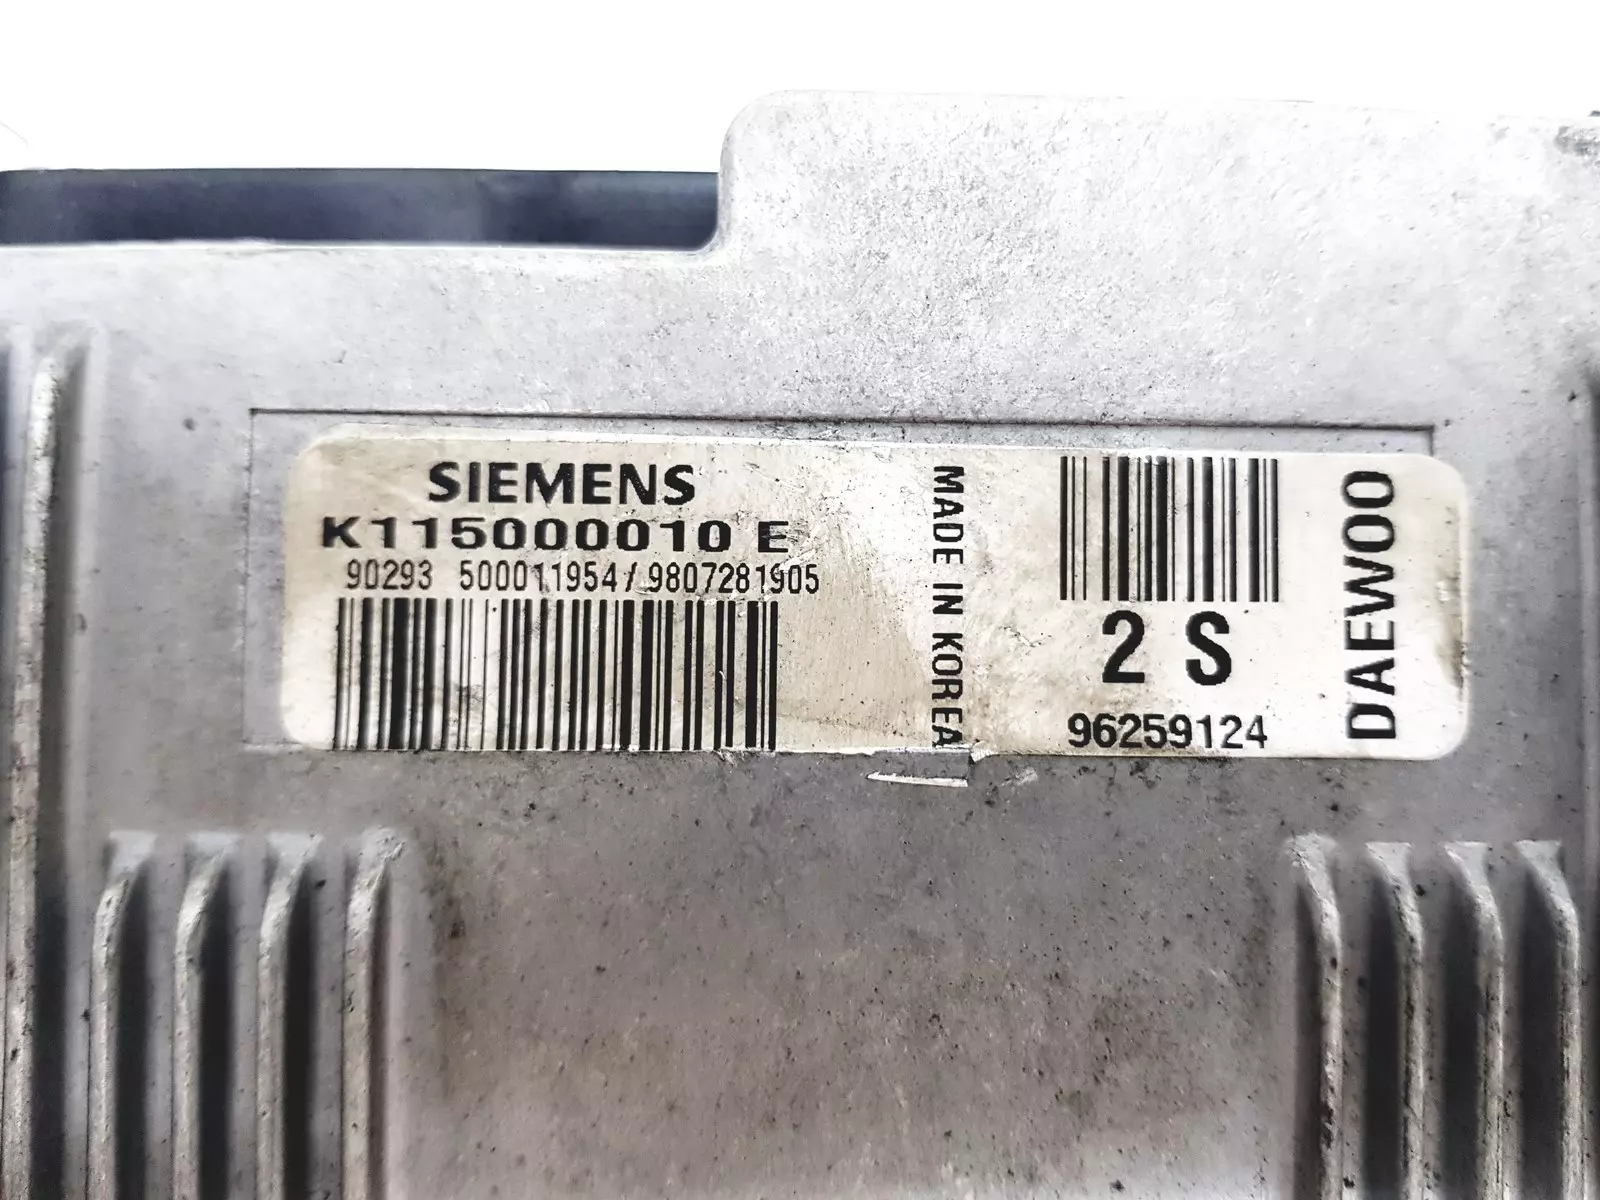 SIEMENS
K115000010 E
90293 500011954/9807281905
MADE IN KOREA
2 S
96259124
DAEWOO